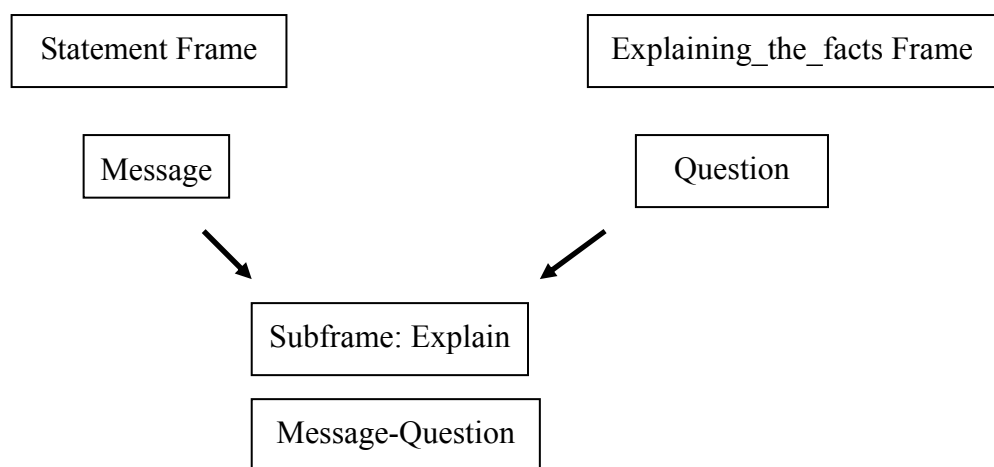 Statement Frame
Explaining_the_facts Frame
Message
Question
Subframe: Explain
Message-Question